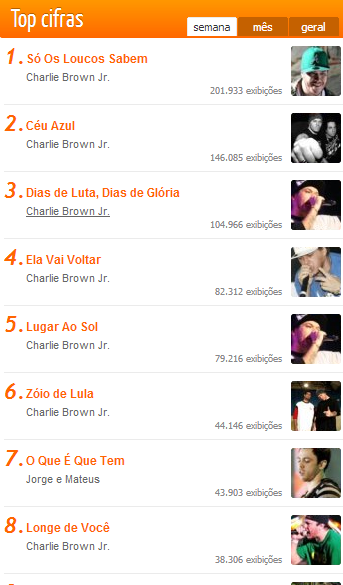 Top cifras
semana mês geral
1. Só Os Loucos Sabem
Charlie Brown Jr.
201.933 exibições
2. Céu Azul
Charlie Brown Jr.
146.085 exibições
3. Dias de Luta, Dias de Glória
Charlie Brown Jr.
104.966 exibições
4. Ela Vai Voltar
Charlie Brown Jr.
82.312 exibições
5. Lugar Ao Sol
Charlie Brown Jr.
79.216 exibições
6. Zóio de Lula
Charlie Brown Jr.
44.146 exibições
7. O Que É Que Tem
Jorge e Mateus
43.903 exibições
8. Longe de Você
Charlie Brown Jr.
38.306 exibições